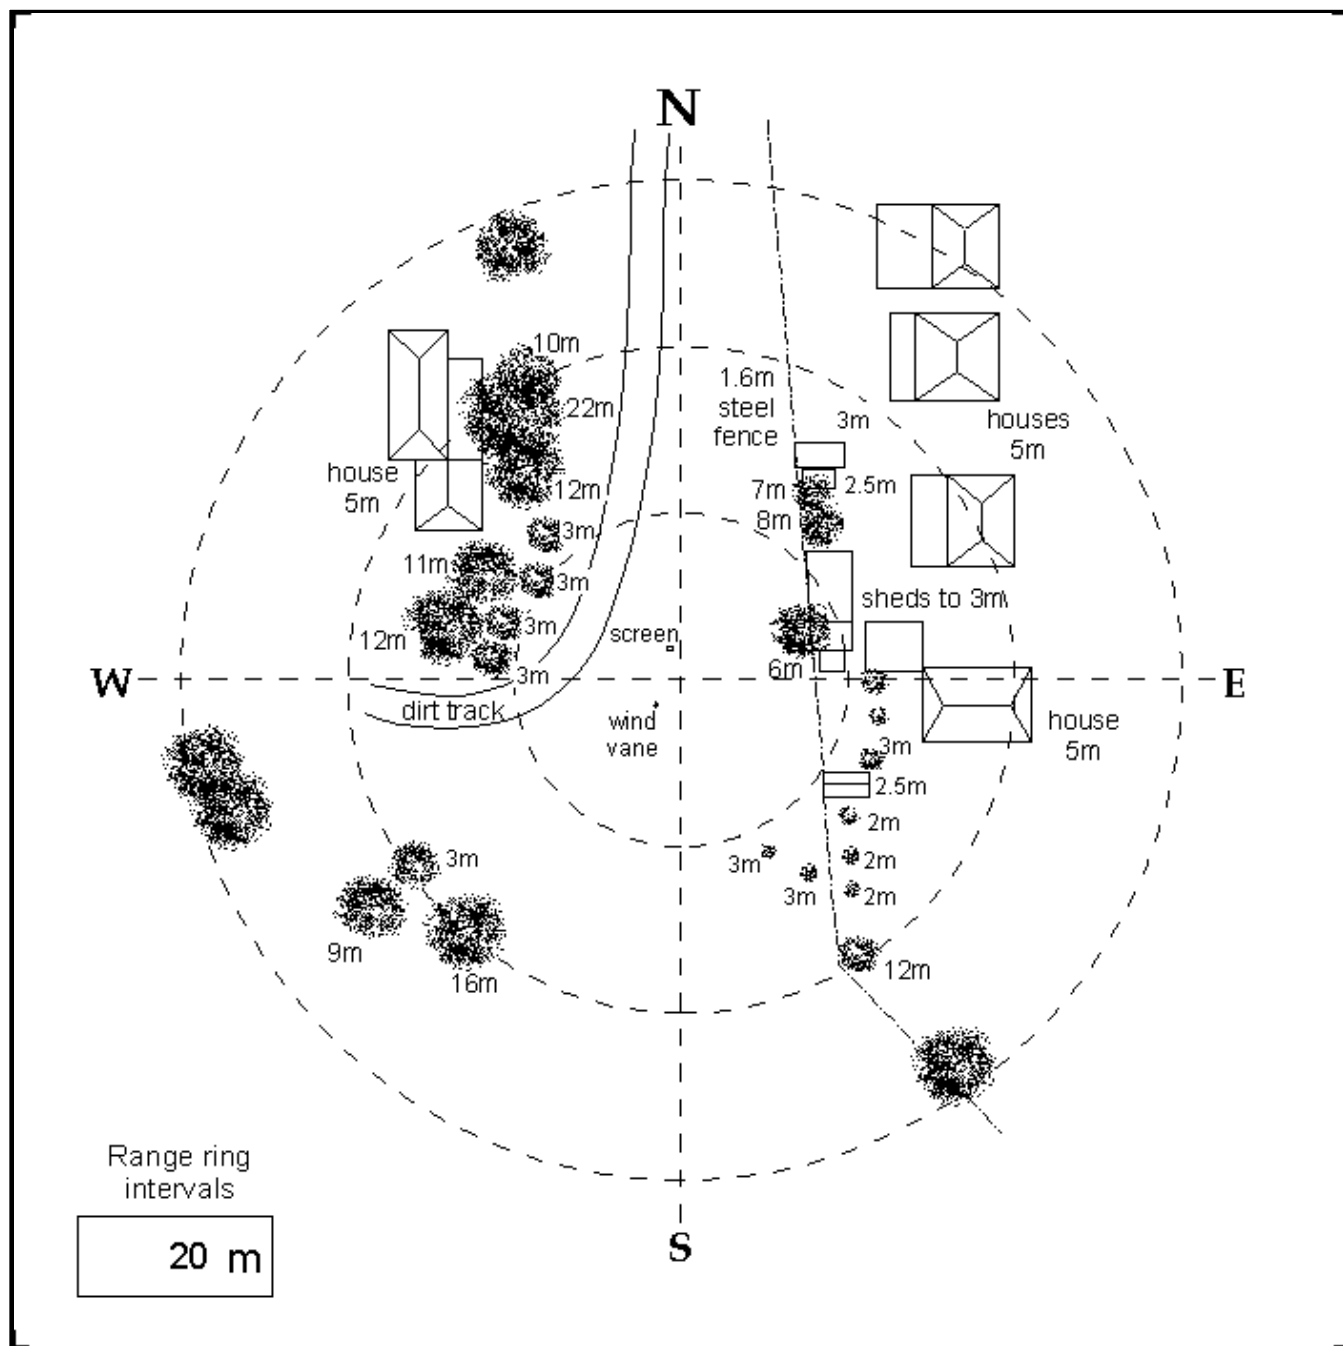 N
10m
1.6m
steel
fence
22m
3m
houses
5m
house
5m
12m
7m
2.5m
8m
3m
11m
3m
sheds to 3m
3m
12m
screen
6m
3m
W
E
dirt track
wind
vane
house
5m
3m
2.5m
2m
3m
3m
2m
3m
2m
9m
16m
12m
Range ring
intervals
20 m
S